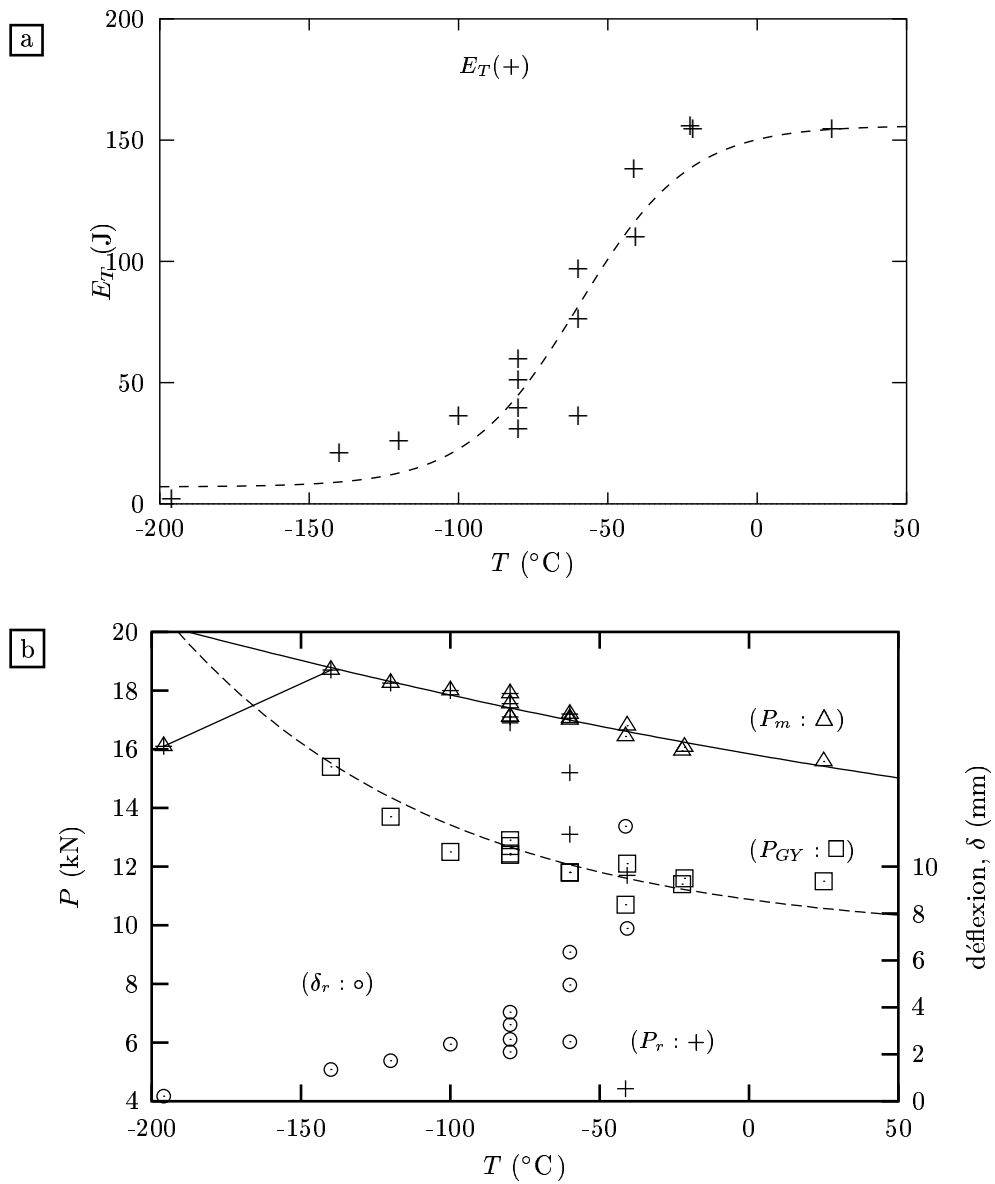 a
200
E_T(+)
150
E_T (J)
100
50
0
-200 -150 -100 -50 0 50
T (°C)
b
20
18
(P_m : △)
16
14
P (kN)
12
(P_GY : □)
10
10
8
déflexion, δ (mm)
8
(δ_r : ∘)
6
6
(P_r : +)
4
2
4
0
-200 -150 -100 -50 0 50
T (°C)